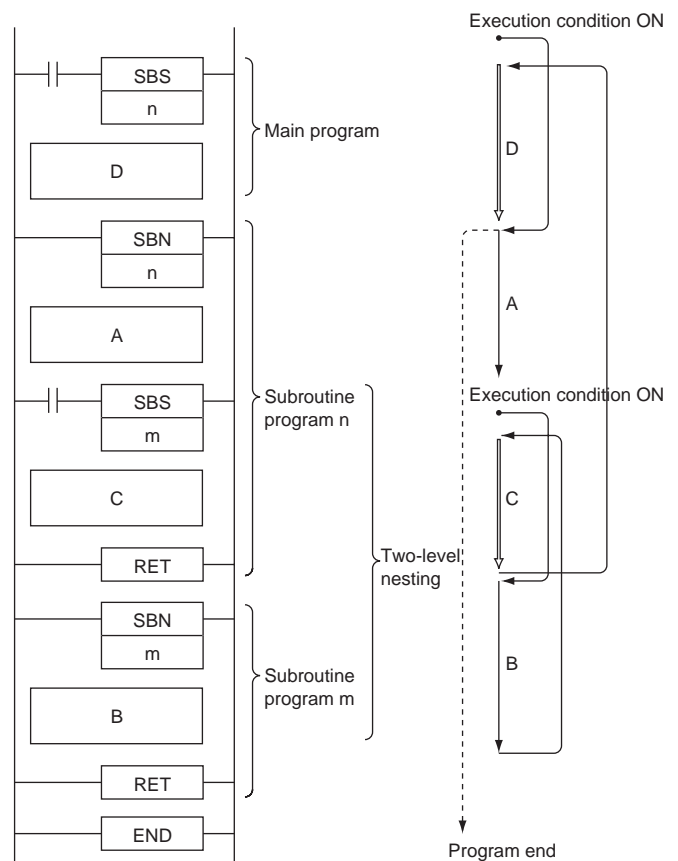 Execution condition ON
SBS
n
Main program
D
D
SBN
n
A
A
Execution condition ON
SBS
m
Subroutine
program n
C
C
RET
Two-level
nesting
SBN
m
B
Subroutine
program m
B
RET
END
Program end